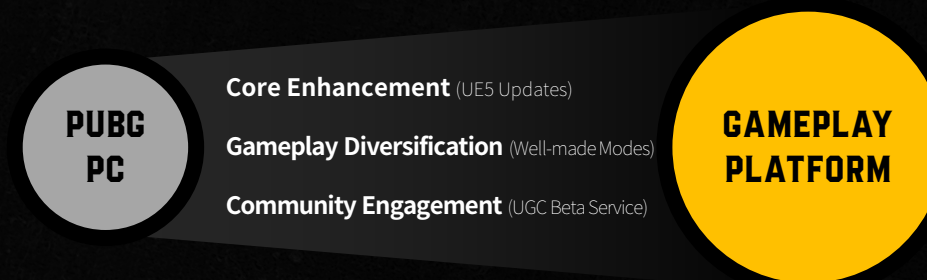 PUBG
PC
Core Enhancement (UE5 Updates)
Gameplay Diversification (Well-made Modes)
Community Engagement (UGC Beta Service)
GAMEPLAY
PLATFORM